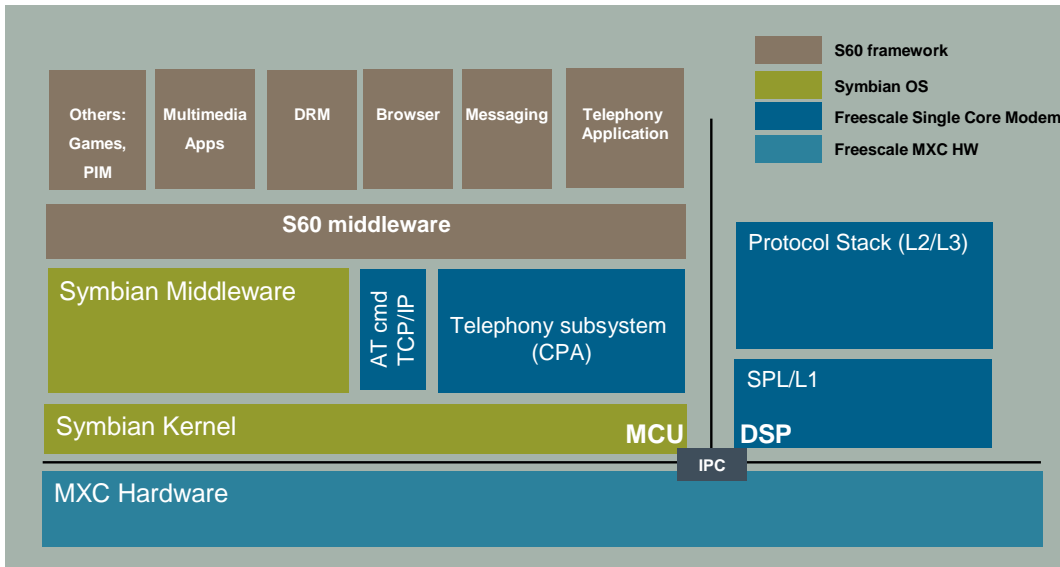 S60 framework
Symbian OS
Freescale Single Core Modem
Freescale MXC HW
Others:
Games,
PIM
Multimedia
Apps
DRM
Browser
Messaging
Telephony
Application
S60 middleware
Symbian Middleware
AT cmd
TCP/IP
Telephony subsystem
(CPA)
Symbian Kernel
MCU
Protocol Stack (L2/L3)
SPL/L1
DSP
IPC
MXC Hardware